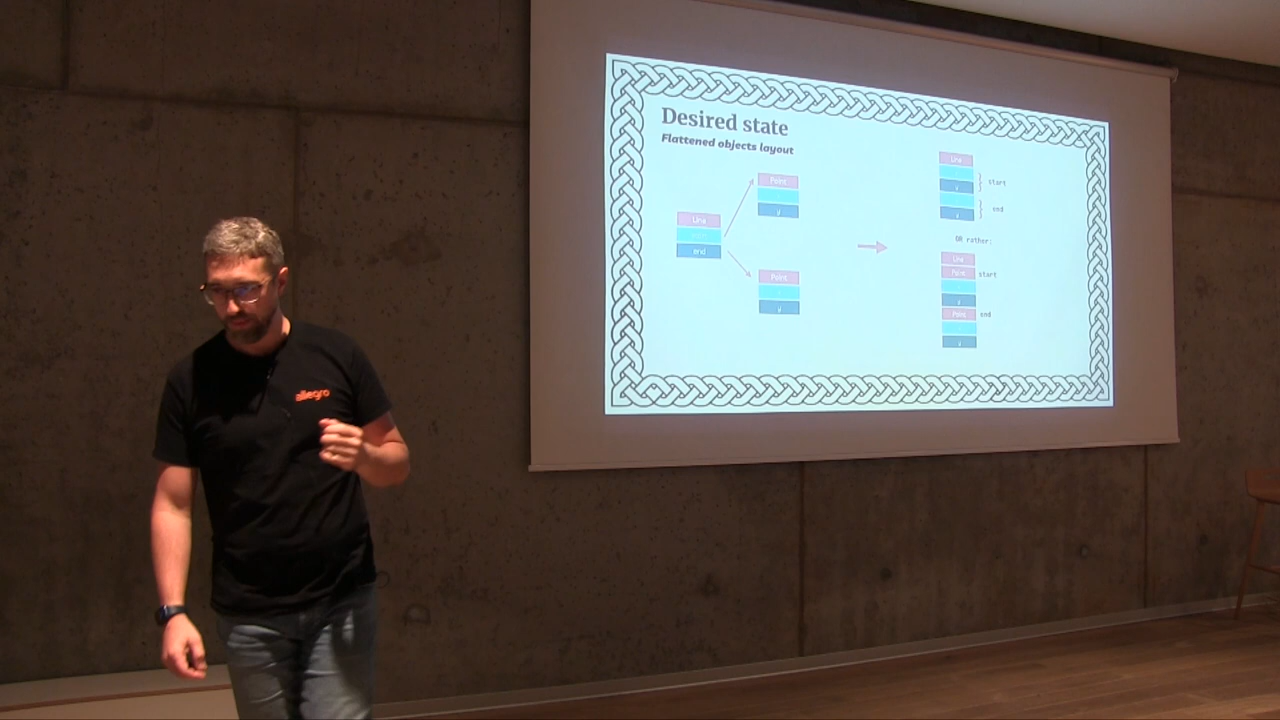 Desired state
Flattened objects layout
Line
end
Point
y
Point
y
Line
y
y
start
end
OR rather:
Line
Point
y
Point
y
start
end
allegro